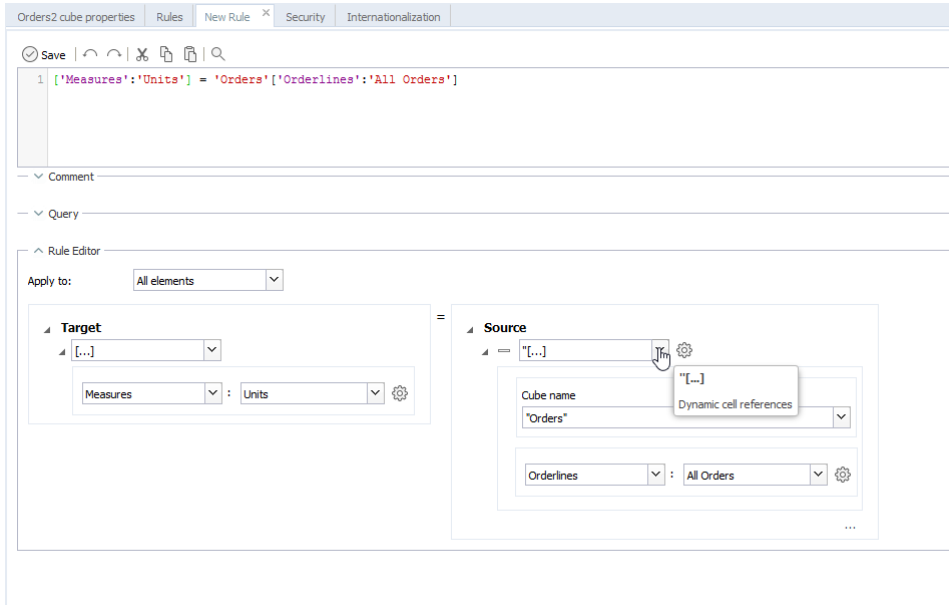 Orders2 cube properties Rules New Rule Security Internationalization
Save
1 ['Measures':'Units'] = 'Orders'['Orderlines':'All Orders']
Comment
Query
Rule Editor
Apply to: All elements
Target = Source
[...] "[...]
Measures : Units
"[...]
Dynamic cell references
Cube name
"Orders"
Orderlines : All Orders
...